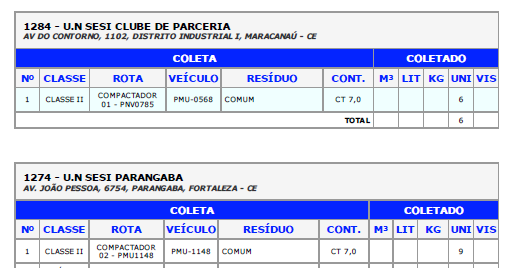 1284 - U.N SESI CLUBE DE PARCERIA
AV DO CONTORNO, 1102, DISTRITO INDUSTRIAL I, MARACANAÚ - CE
COLETA COLETADO
Nº CLASSE ROTA VEÍCULO RESÍDUO CONT. M³ LIT KG UNI VIS
1 CLASSE II COMPACTADOR 01 - PNV0785 PMU-0568 COMUM CT 7,0 6
TOTAL 6
1274 - U.N SESI PARANGABA
AV. JOÃO PESSOA, 6754, PARANGABA, FORTALEZA - CE
COLETA COLETADO
Nº CLASSE ROTA VEÍCULO RESÍDUO CONT. M³ LIT KG UNI VIS
1 CLASSE II COMPACTADOR 02 - PMU1148 PMU-1148 COMUM CT 7,0 9